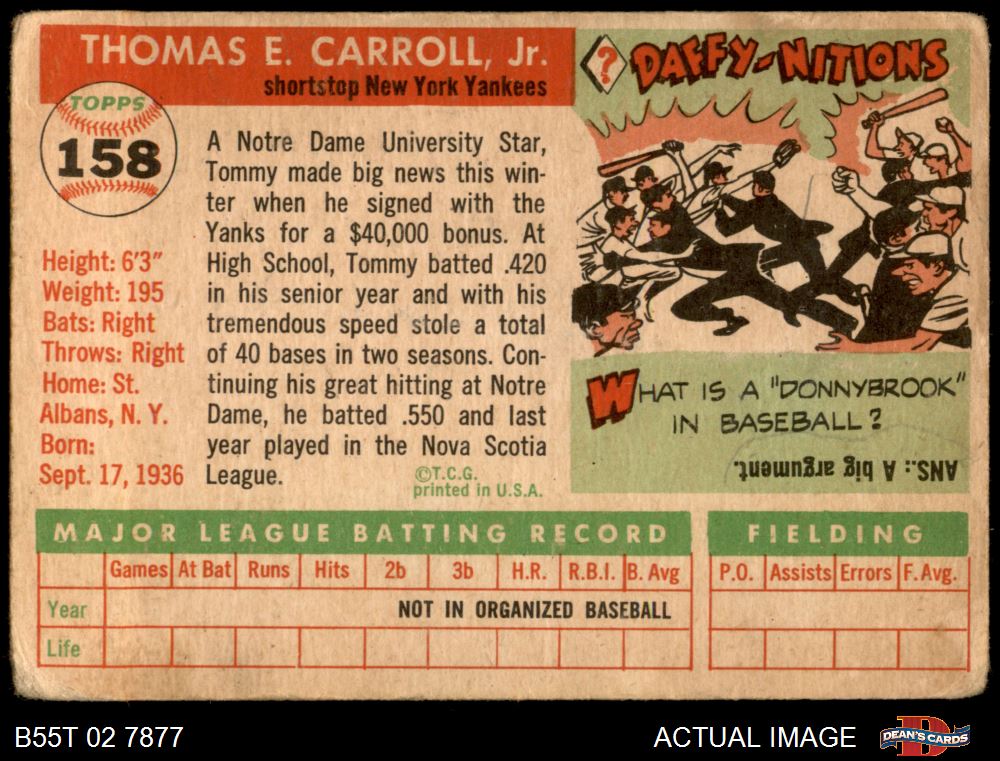 THOMAS E. CARROLL, Jr.
shortstop New York Yankees
TOPPS
158
Height: 6'3"
Weight: 195
Bats: Right
Throws: Right
Home: St.
Albans, N. Y.
Born:
Sept. 17, 1936
A Notre Dame University Star,
Tommy made big news this win-
ter when he signed with the
Yanks for a $40,000 bonus. At
High School, Tommy batted .420
in his senior year and with his
tremendous speed stole a total
of 40 bases in two seasons. Con-
tinuing his great hitting at Notre
Dame, he batted .550 and last
year played in the Nova Scotia
League.
©T.C.G.
printed in U.S.A.
? DAFFY-NITIONS
WHAT IS A "DONNYBROOK"
IN BASEBALL?
ANS.: A big argument.
MAJOR LEAGUE BATTING RECORD
Games At Bat Runs Hits 2b 3b H.R. R.B.I. B. Avg
Year NOT IN ORGANIZED BASEBALL
Life
FIELDING
P.O. Assists Errors F. Avg.
B55T 02 7877
ACTUAL IMAGE
D
DEAN'S CARDS